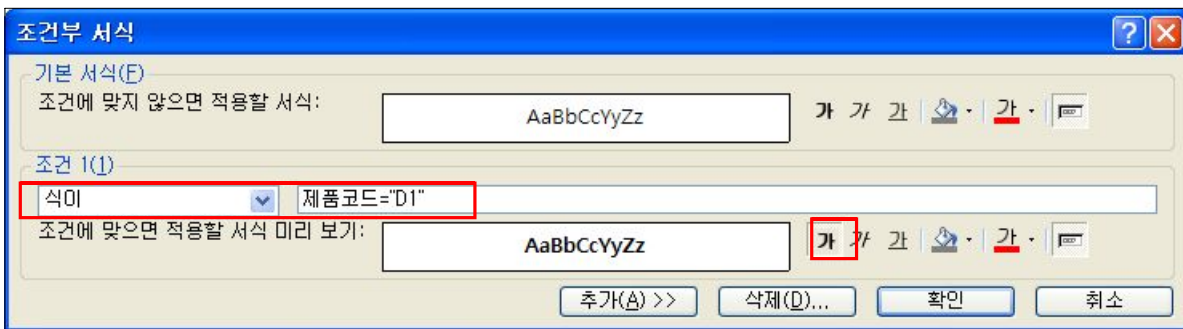 조건부 서식
기본 서식(F)
조건에 맞지 않으면 적용할 서식:
AaBbCcYyZz
가 가 가 가
조건 1(1)
식이 제품코드="D1"
조건에 맞으면 적용할 서식 미리 보기:
AaBbCcYyZz
가 가 가 가
추가(A) >> 삭제(D)... 확인 취소